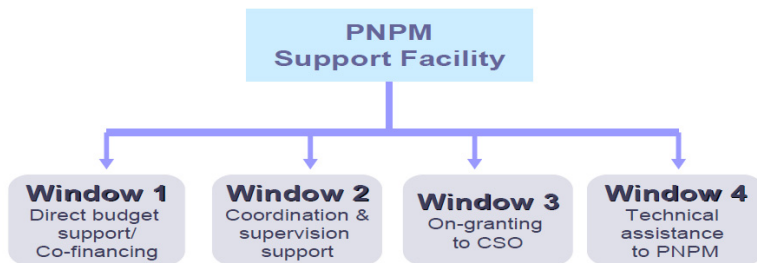 PNPM
Support Facility
Window 1
Direct budget
support/
Co-financing
Window 2
Coordination &
supervision
support
Window 3
On-granting
to CSO
Window 4
Technical
assistance
to PNPM